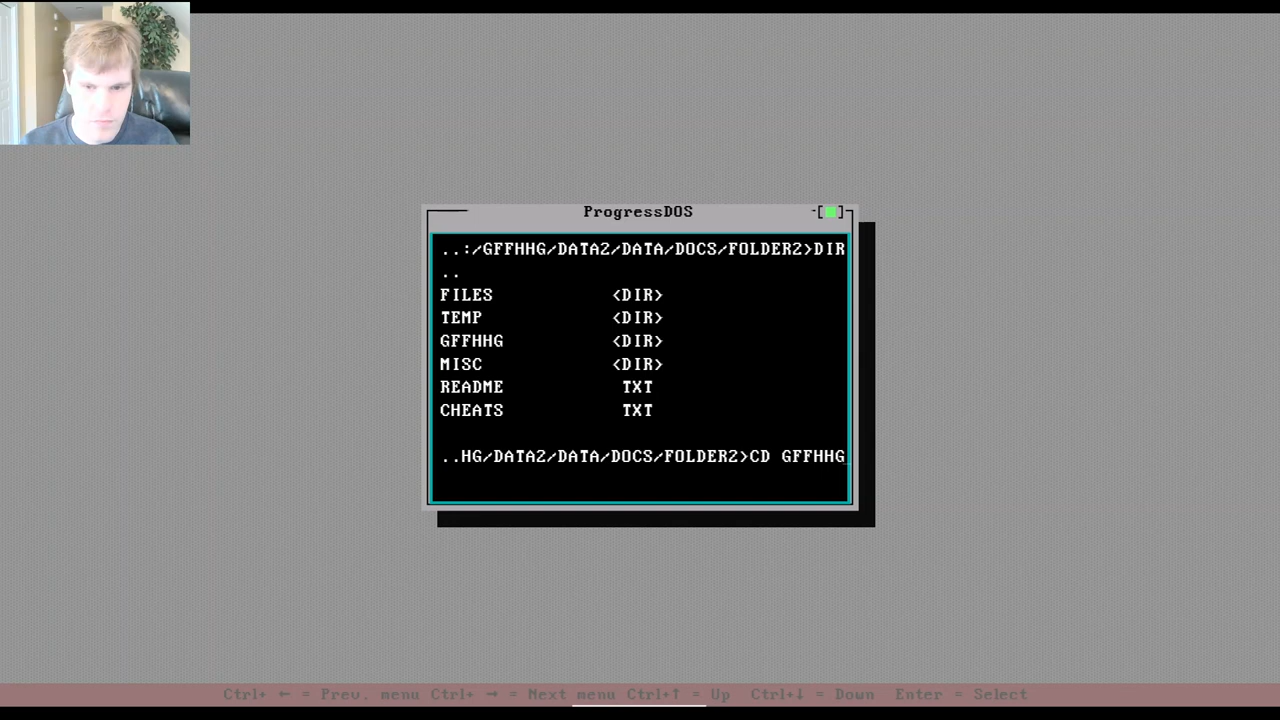 ProgressDOS
-[ ]
..:/GFFHHG/DATA2/DATA/DOCS/FOLDER2>DIR
..
FILES <DIR>
TEMP <DIR>
GFFHHG <DIR>
MISC <DIR>
README TXT
CHEATS TXT
..HG/DATA2/DATA/DOCS/FOLDER2>CD GFFHHG_
Ctrl+ ← = Prev. menu Ctrl+ → = Next menu Ctrl+↑ = Up Ctrl+↓ = Down Enter = Select